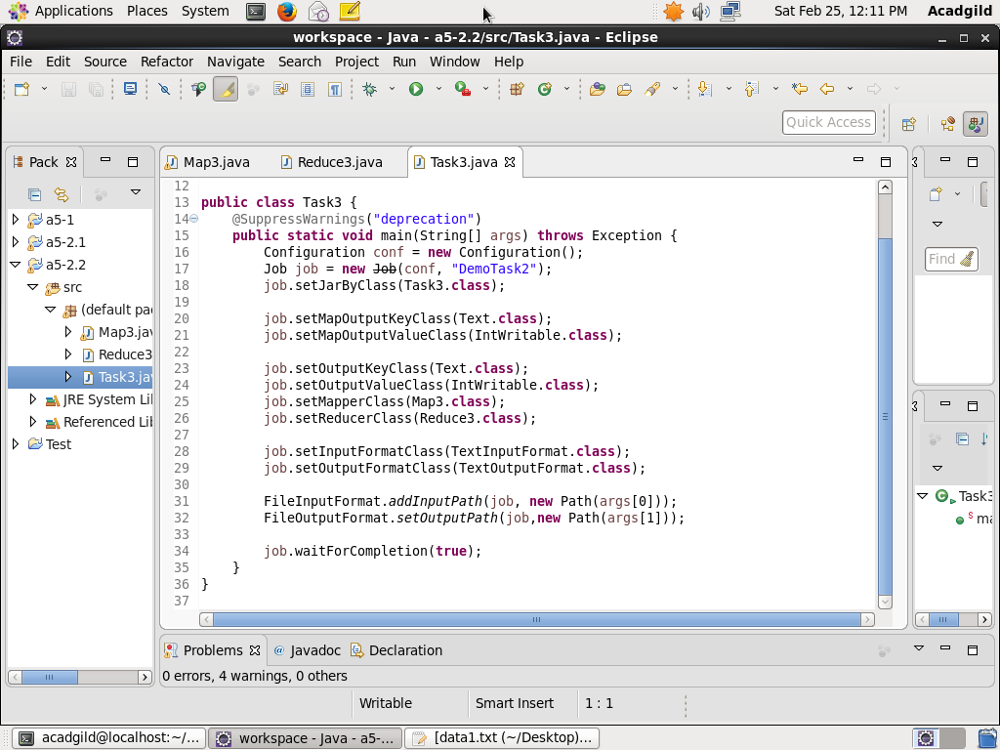 Applications Places System Sat Feb 25, 12:11 PM Acadgild
workspace - Java - a5-2.2/src/Task3.java - Eclipse
File Edit Source Refactor Navigate Search Project Run Window Help
Quick Access
Pack Map3.java Reduce3.java Task3.java
a5-1
a5-2.1
a5-2.2
src
(default pa
Map3.jav
Reduce3
Task3.ja
JRE System Li
Referenced Li
Test
12
13 public class Task3 {
14 @SuppressWarnings("deprecation")
15 public static void main(String[] args) throws Exception {
16 Configuration conf = new Configuration();
17 Job job = new Job(conf, "DemoTask2");
18 job.setJarByClass(Task3.class);
19
20 job.setMapOutputKeyClass(Text.class);
21 job.setMapOutputValueClass(IntWritable.class);
22
23 job.setOutputKeyClass(Text.class);
24 job.setOutputValueClass(IntWritable.class);
25 job.setMapperClass(Map3.class);
26 job.setReducerClass(Reduce3.class);
27
28 job.setInputFormatClass(TextInputFormat.class);
29 job.setOutputFormatClass(TextOutputFormat.class);
30
31 FileInputFormat.addInputPath(job, new Path(args[0]));
32 FileOutputFormat.setOutputPath(job,new Path(args[1]));
33
34 job.waitForCompletion(true);
35 }
36 }
37
Find
Task3
S ma
Problems @ Javadoc Declaration
0 errors, 4 warnings, 0 others
Writable Smart Insert 1 : 1
acadgild@localhost:~/... workspace - Java - a5-... [data1.txt (~/Desktop)...